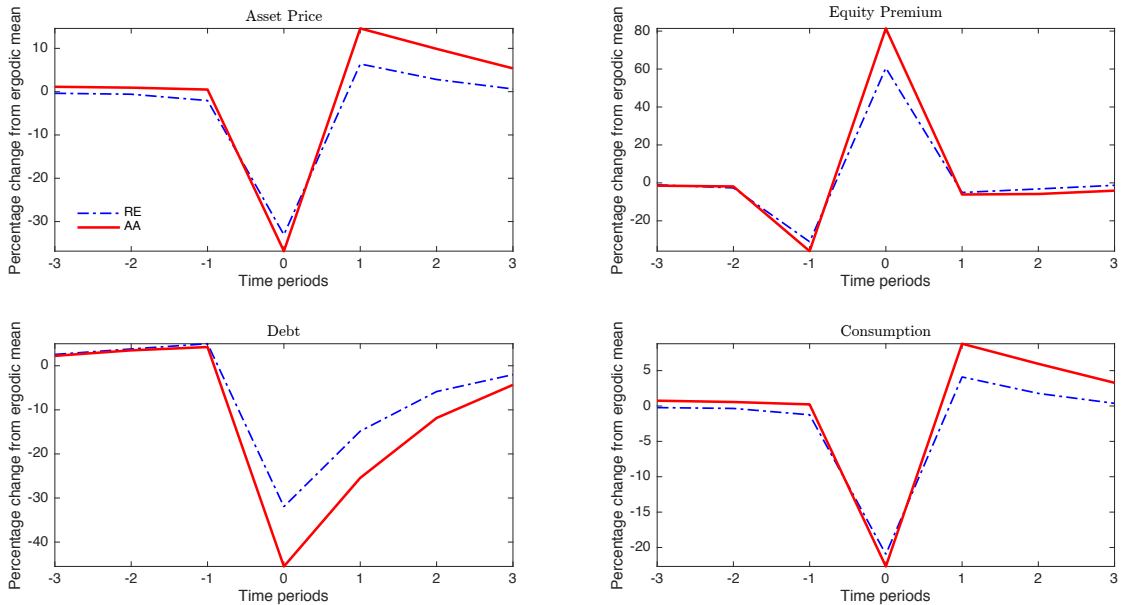 Asset Price
Percentage change from ergodic mean
10
0
-10
-20
-30
RE
AA
-3 -2 -1 0 1 2 3
Time periods
Equity Premium
Percentage change from ergodic mean
80
60
40
20
0
-20
-3 -2 -1 0 1 2 3
Time periods
Debt
Percentage change from ergodic mean
0
-10
-20
-30
-40
-3 -2 -1 0 1 2 3
Time periods
Consumption
Percentage change from ergodic mean
5
0
-5
-10
-15
-20
-3 -2 -1 0 1 2 3
Time periods